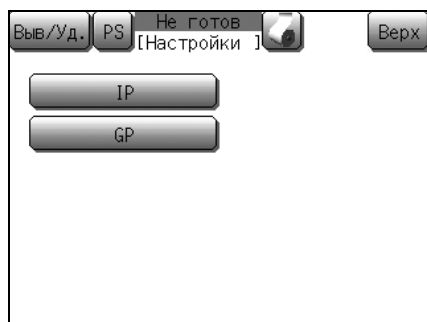 Выв/Уд. PS Не готов Верх
[Настройки ]
IP
GP